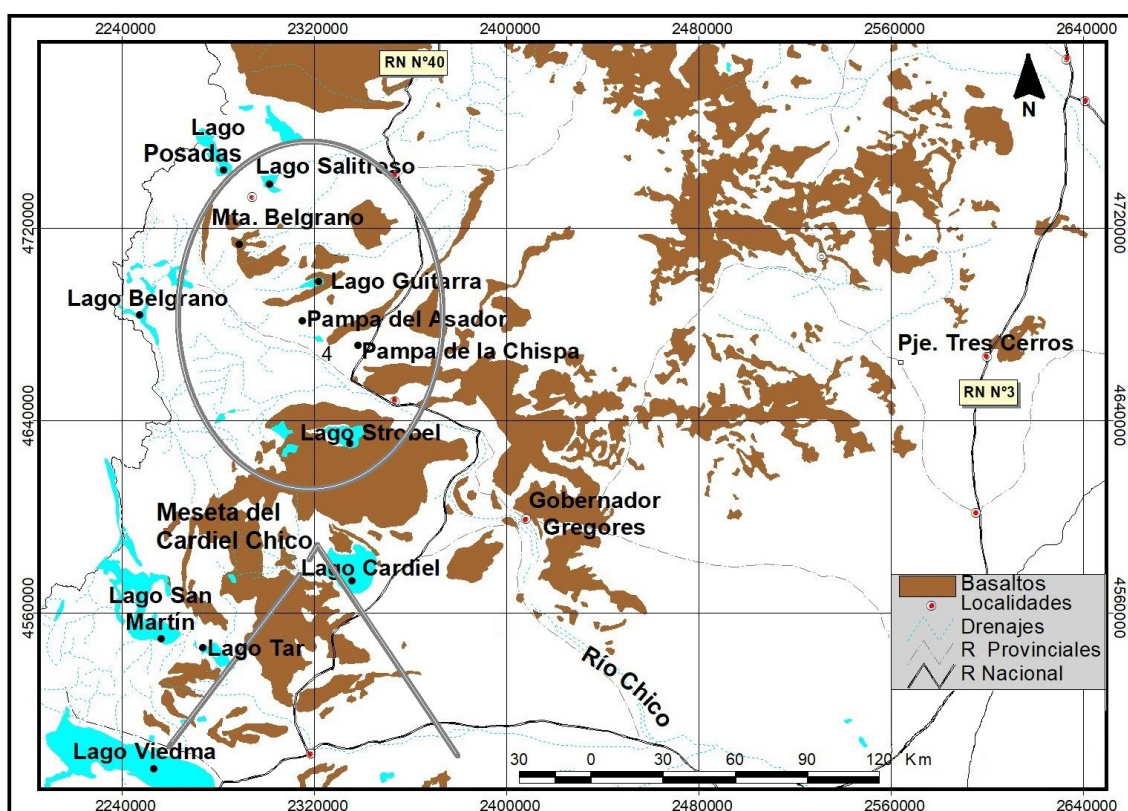 2240000 2320000 2400000 2480000 2560000 2640000
RN N°40
N
Lago
Posadas
Lago Salitroso
4720000
4720000
Mta. Belgrano
Lago Guitarra
Lago Belgrano
Pampa del Asador
4
Pampa de la Chispa
Pje. Tres Cerros
RN N°3
4640000
4640000
Lago Strobel
Meseta del
Cardiel Chico
Gobernador
Gregores
Lago Cardiel
4560000
4560000
Lago San
Martín
Lago Tar
Río Chico
Lago Viedma
Basaltos
Localidades
Drenajes
R Provinciales
R Nacional
30 0 30 60 90 120 Km
2240000 2320000 2400000 2480000 2560000 2640000